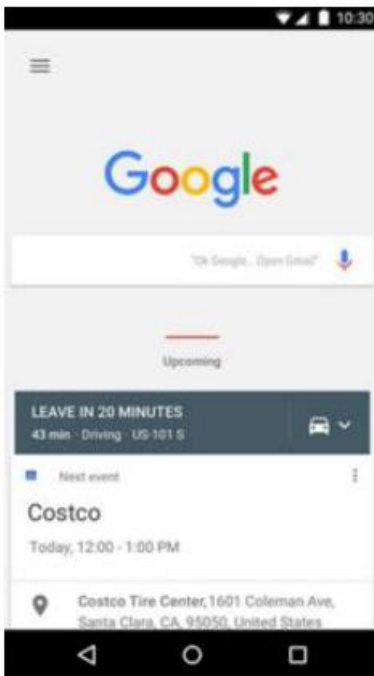 10:30
Google
"Ok Google.. Open Gmail"
Upcoming
LEAVE IN 20 MINUTES
43 min · Driving · US-101 S
Next event
Costco
Today, 12:00 - 1:00 PM
Costco Tire Center, 1601 Coleman Ave,
Santa Clara, CA, 95050, United States